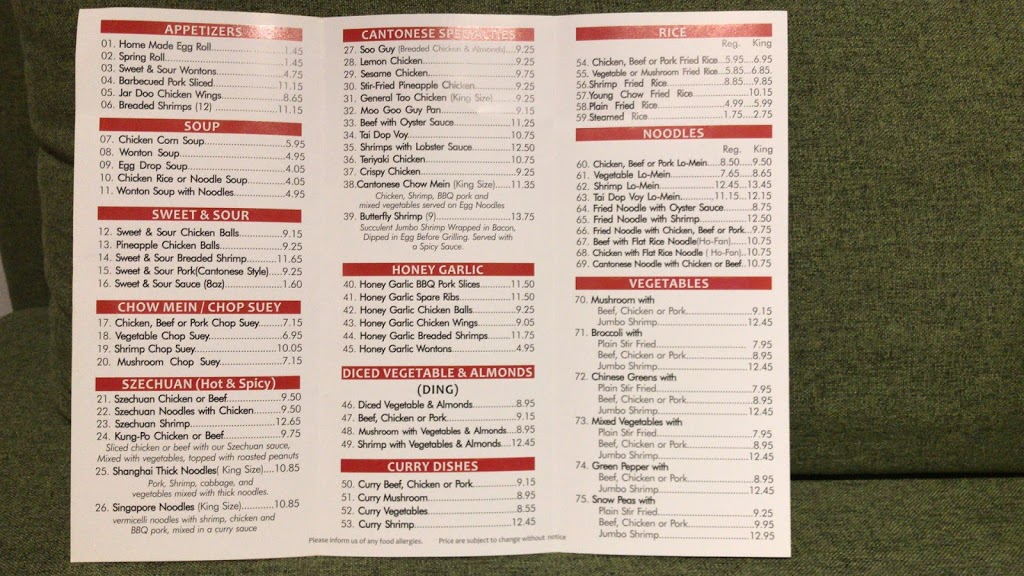 APPETIZERS
01. Home Made Egg Roll 1.45
02. Spring Roll 1.45
03. Sweet & Sour Wontons 4.75
04. Barbecued Pork Sliced 11.15
05. Jar Doo Chicken Wings 8.65
06. Breaded Shrimps (12) 11.15
SOUP
07. Chicken Corn Soup 5.95
08. Wonton Soup 4.95
09. Egg Drop Soup 4.05
10. Chicken Rice or Noodle Soup 4.05
11. Wonton Soup with Noodles 4.95
SWEET & SOUR
12. Sweet & Sour Chicken Balls 9.15
13. Pineapple Chicken Balls 9.25
14. Sweet & Sour Breaded Shrimp 11.65
15. Sweet & Sour Pork(Cantonese Style) 9.25
16. Sweet & Sour Sauce (8oz) 1.60
CHOW MEIN / CHOP SUEY
17. Chicken, Beef or Pork Chop Suey 7.15
18. Vegetable Chop Suey 6.95
19. Shrimp Chop Suey 10.05
20. Mushroom Chop Suey 7.15
SZECHUAN (Hot & Spicy)
21. Szechuan Chicken or Beef 9.50
22. Szechuan Noodles with Chicken 9.50
23. Szechuan Shrimp 12.65
24. Kung-Po Chicken or Beef 9.75
Sliced chicken or beef with our Szechuan sauce,
Mixed with vegetables, topped with roasted peanuts
25. Shanghai Thick Noodles( King Size) 10.85
Pork, Shrimp, cabbage, and
vegetables mixed with thick noodles.
26. Singapore Noodles (King Size) 10.85
vermicelli noodles with shrimp, chicken and
BBQ pork, mixed in a curry sauce
CANTONESE SPECIALTIES
27. Soo Guy (Breaded Chicken & Almonds) 9.25
28. Lemon Chicken 9.25
29. Sesame Chicken 9.75
30. Stir-Fried Pineapple Chicken 9.25
31. General Tao Chicken (King Size) 9.25
32. Moo Goo Guy Pan 9.15
33. Beef with Oyster Sauce 11.25
34. Tai Dop Voy 10.75
35. Shrimps with Lobster Sauce 12.50
36. Teriyaki Chicken 10.75
37. Crispy Chicken 9.25
38. Cantonese Chow Mein (King Size) 11.35
Chicken, Shrimp, BBQ pork and
mixed vegetables served on Egg Noodles
39. Butterfly Shrimp (9) 13.75
Succulent Jumbo Shrimp Wrapped in Bacon,
Dipped in Egg Before Grilling. Served with
a Spicy Sauce.
HONEY GARLIC
40. Honey Garlic BBQ Pork Slices 11.50
41. Honey Garlic Spare Ribs 11.50
42. Honey Garlic Chicken Balls 9.25
43. Honey Garlic Chicken Wings 9.05
44. Honey Garlic Breaded Shrimps 11.75
45. Honey Garlic Wontons 4.95
DICED VEGETABLE & ALMONDS
(DING)
46. Diced Vegetable & Almonds 8.95
47. Beef, Chicken or Pork 9.15
48. Mushroom with Vegetables & Almonds 8.95
49. Shrimp with Vegetables & Almonds 12.45
CURRY DISHES
50. Curry Beef, Chicken or Pork 9.15
51. Curry Mushroom 8.95
52. Curry Vegetables 8.55
53. Curry Shrimp 12.45
Please inform us of any food allergies. Price are subject to change without notice
RICE
Reg. King
54. Chicken, Beef or Pork Fried Rice 5.95 6.95
55. Vegetable or Mushroom Fried Rice 5.85 6.85
56. Shrimp Fried Rice 8.85 9.85
57. Young Chow Fried Rice 10.15
58. Plain Fried Rice 4.99 5.99
59. Steamed Rice 1.75 2.75
NOODLES
Reg. King
60. Chicken, Beef or Pork Lo-Mein 8.50 9.50
61. Vegetable Lo-Mein 7.65 8.65
62. Shrimp Lo-Mein 12.45 13.45
63. Tai Dop Voy Lo-Mein 11.15 12.15
64. Fried Noodle with Oyster Sauce 8.75
65. Fried Noodle with Shrimp 12.50
66. Fried Noodle with Chicken, Beef or Pork 9.75
67. Beef with Flat Rice Noodle(Ho-Fan) 10.75
68. Chicken with Flat Rice Noodle ( Ho-Fan) 10.75
69. Cantonese Noodle with Chicken or Beef 10.75
VEGETABLES
70. Mushroom with
Beef, Chicken or Pork 9.15
Jumbo Shrimp 12.45
71. Broccoli with
Plain Stir Fried 7.95
Beef, Chicken or Pork 8.95
Jumbo Shrimp 12.45
72. Chinese Greens with
Plain Stir Fried 7.95
Beef, Chicken or Pork 8.95
Jumbo Shrimp 12.45
73. Mixed Vegetables with
Plain Stir Fried 7.95
Beef, Chicken or Pork 8.95
Jumbo Shrimp 12.45
74. Green Pepper with
Beef, Chicken or Pork 8.95
Jumbo Shrimp 12.45
75. Snow Peas with
Plain Stir Fried 9.25
Beef, Chicken or Pork 9.95
Jumbo Shrimp 12.95